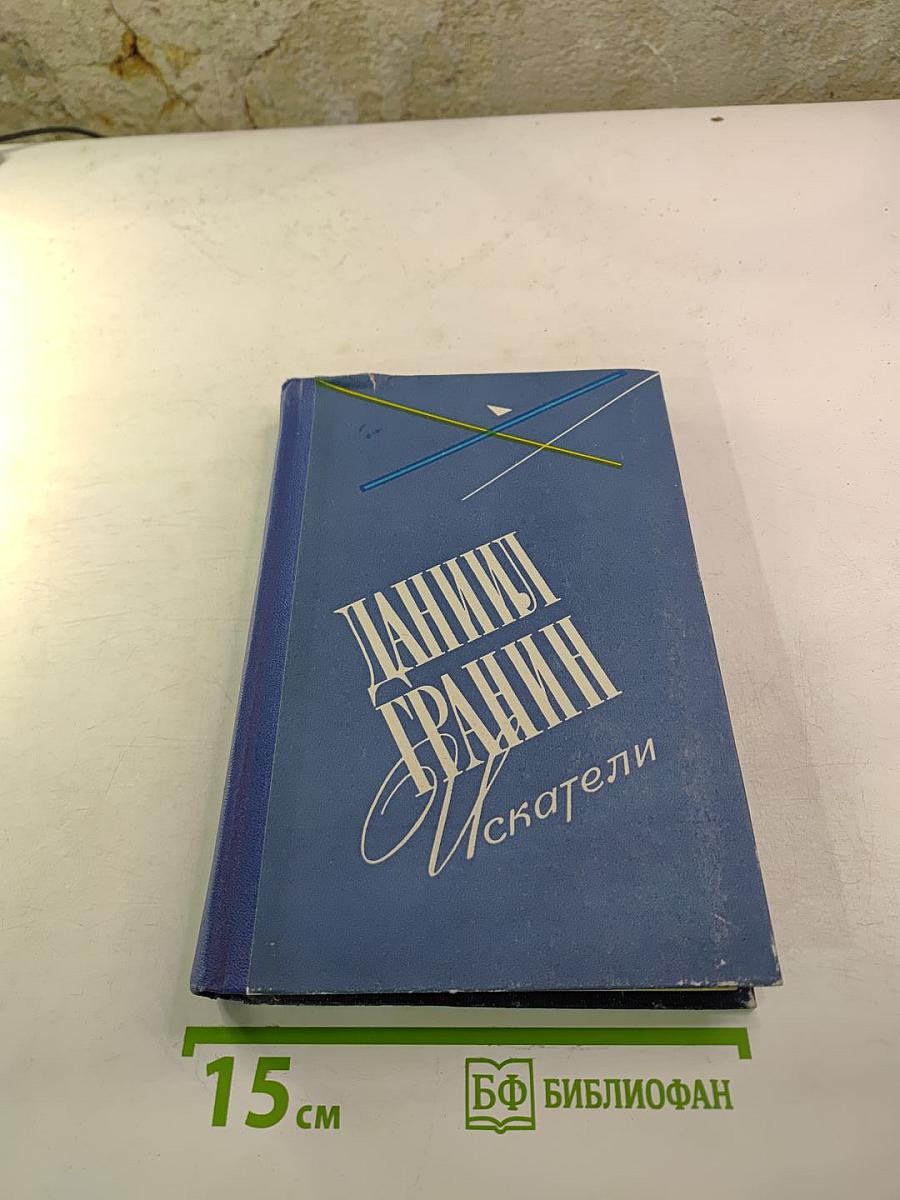 ДАНИИЛ
ГРАНИН
Искатели
15 см
БФ БИБЛИОФАН